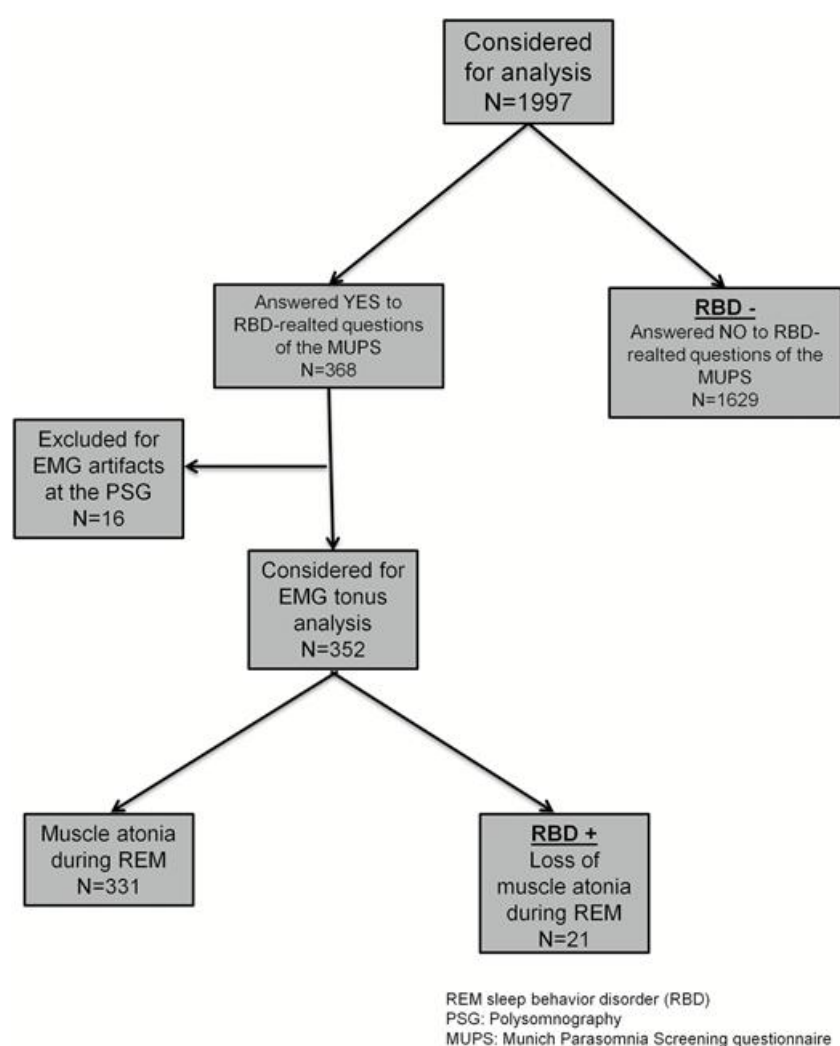 Considered
for analysis
N=1997
Answered YES to
RBD-realted questions
of the MUPS
N=368
RBD -
Answered NO to RBD-
realted questions of the
MUPS
N=1629
Excluded for
EMG artifacts
at the PSG
N=16
Considered for
EMG tonus
analysis
N=352
Muscle atonia
during REM
N=331
RBD +
Loss of
muscle atonia
during REM
N=21
REM sleep behavior disorder (RBD)
PSG: Polysomnography
MUPS: Munich Parasomnia Screening questionnaire